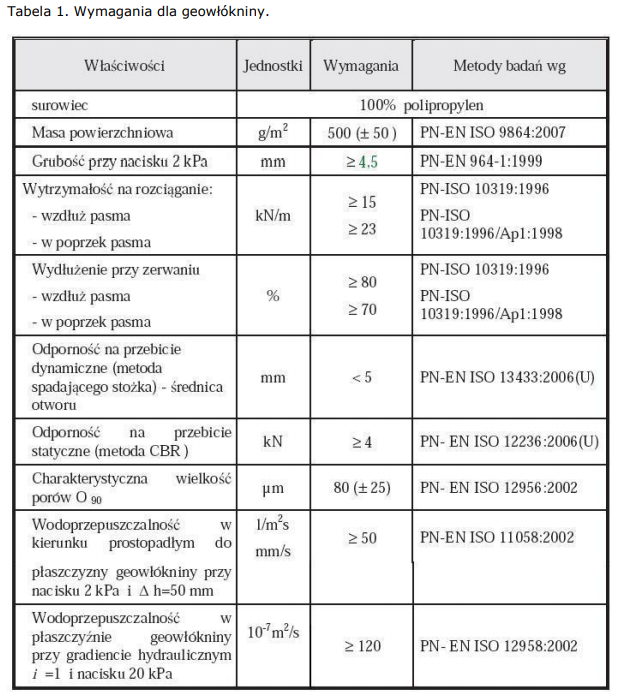 Tabela 1. Wymagania dla geowłókniny.
Właściwości Jednostki Wymagania Metody badań wg
surowiec 100% polipropylen
Masa powierzchniowa g/m² 500 (± 50 ) PN-EN ISO 9864:2007
Grubość przy nacisku 2 kPa mm ≥ 4,5 PN-EN 964-1:1999
Wytrzymałość na rozciąganie:
- wzdłuż pasma
- w poprzek pasma
kN/m
≥ 15
≥ 23
PN-ISO 10319:1996
PN-ISO
10319:1996/Ap1:1998
Wydłużenie przy zerwaniu
- wzdłuż pasma
- w poprzek pasma
%
≥ 80
≥ 70
PN-ISO 10319:1996
PN-ISO
10319:1996/Ap1:1998
Odporność na przebicie
dynamiczne (metoda
spadającego stożka) - średnica
otworu
mm
< 5
PN-EN ISO 13433:2006(U)
Odporność na przebicie
statyczne (metoda CBR )
kN
≥ 4
PN- EN ISO 12236:2006(U)
Charakterystyczna wielkość
porów O 90
µm
80 (± 25)
PN- EN ISO 12956:2002
Wodoprzepuszczalność w
kierunku prostopadłym do
płaszczyzny geowłókniny przy
nacisku 2 kPa i Δ h=50 mm
l/m²s
mm/s
≥ 50
PN-EN ISO 11058:2002
Wodoprzepuszczalność w
płaszczyźnie geowłókniny
przy gradiencie hydraulicznym
i =1 i nacisku 20 kPa
10⁻⁷m²/s
≥ 120
PN- EN ISO 12958:2002